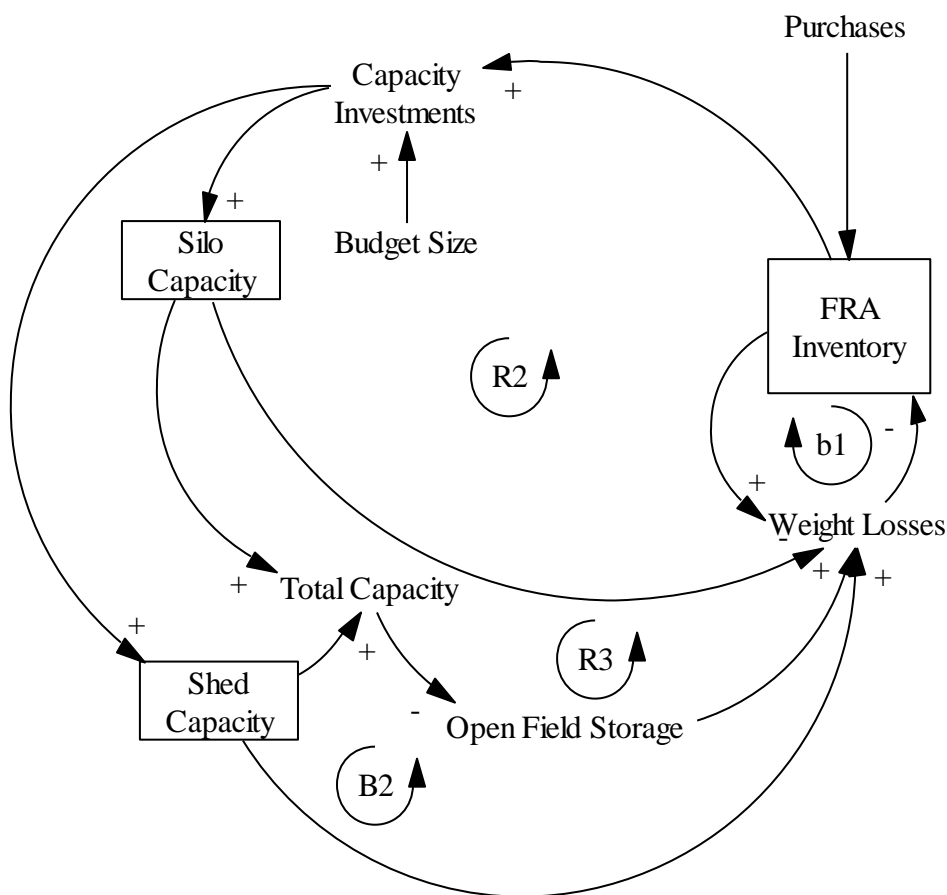 Purchases
Capacity
Investments
+
+
+
Budget Size
Silo
Capacity
FRA
Inventory
R2
b1
-
+
Weight Losses
-
+
+
+
Total Capacity
+
+
R3
Shed
Capacity
-
Open Field Storage
B2